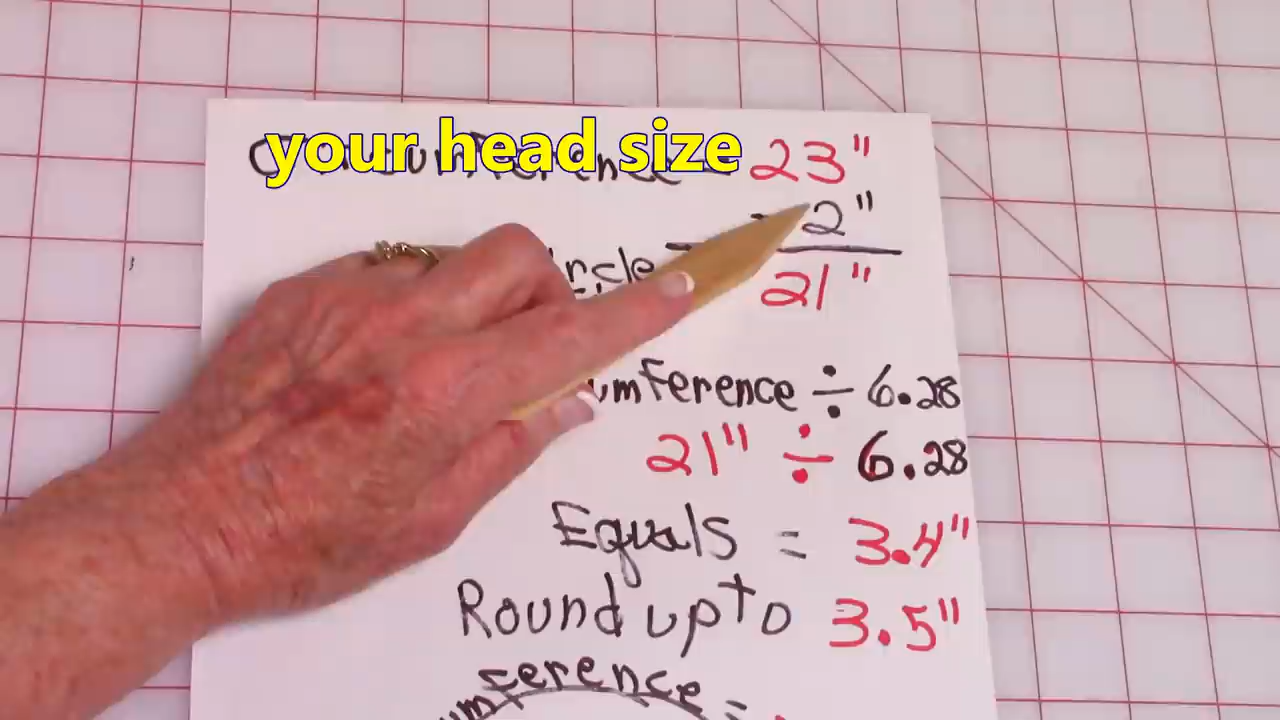 your head size
Circumference - 23"
- 2"
21"
÷ 6.28
21" ÷ 6.28
Equals = 3.4"
Round up to 3.5"
=